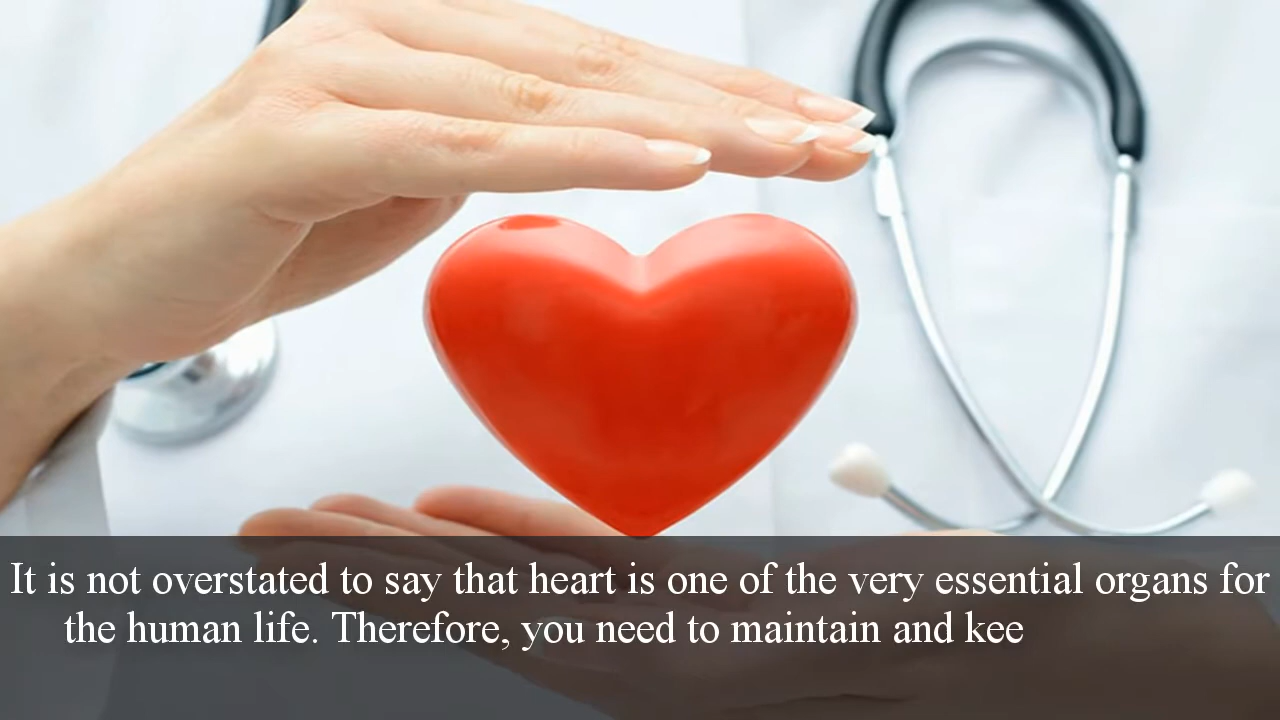 It is not overstated to say that heart is one of the very essential organs for
the human life. Therefore, you need to maintain and kee